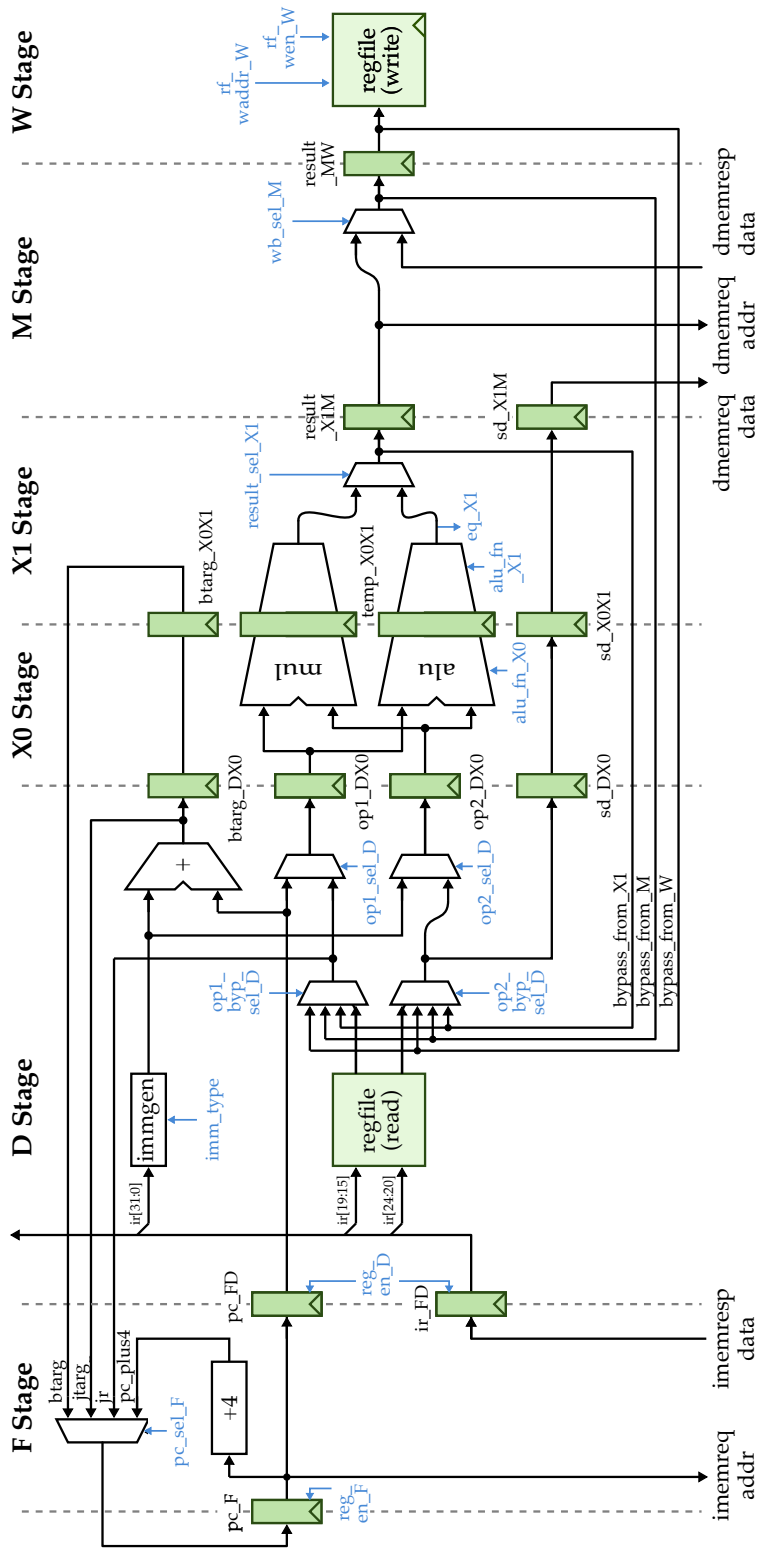 F Stage
D Stage
X0 Stage
X1 Stage
M Stage
W Stage
btarg
jtarg
jr
pc_plus4
pc_sel_F
+4
pc_F
reg_
en_F
pc_FD
reg_
en_D
ir_FD
imemreq
addr
imemresp
data
ir[31:0]
immgen
imm_type
ir[19:15]
ir[24:20]
regfile
(read)
op1_
byp_
sel_D
op2_
byp_
sel_D
+
op1_sel_D
op2_sel_D
bypass_from_X1
bypass_from_M
bypass_from_W
btarg_DX0
op1_DX0
op2_DX0
sd_DX0
mul
alu
alu_fn_X0
btarg_X0X1
temp_X0X1
sd_X0X1
alu_fn
_X1
eq_X1
result_sel_X1
result
_X1M
sd_X1M
dmemreq
data
dmemreq
addr
dmemresp
data
wb_sel_M
result
_MW
rf_
waddr_W
rf_
wen_W
regfile
(write)